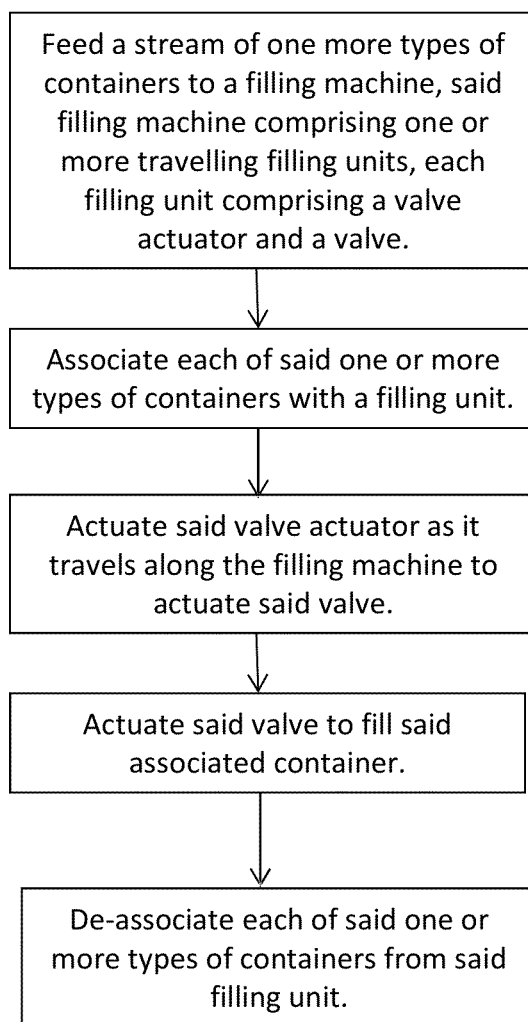 Feed a stream of one more types of
containers to a filling machine, said
filling machine comprising one or
more travelling filling units, each
filling unit comprising a valve
actuator and a valve.
Associate each of said one or more
types of containers with a filling unit.
Actuate said valve actuator as it
travels along the filling machine to
actuate said valve.
Actuate said valve to fill said
associated container.
De-associate each of said one or
more types of containers from said
filling unit.